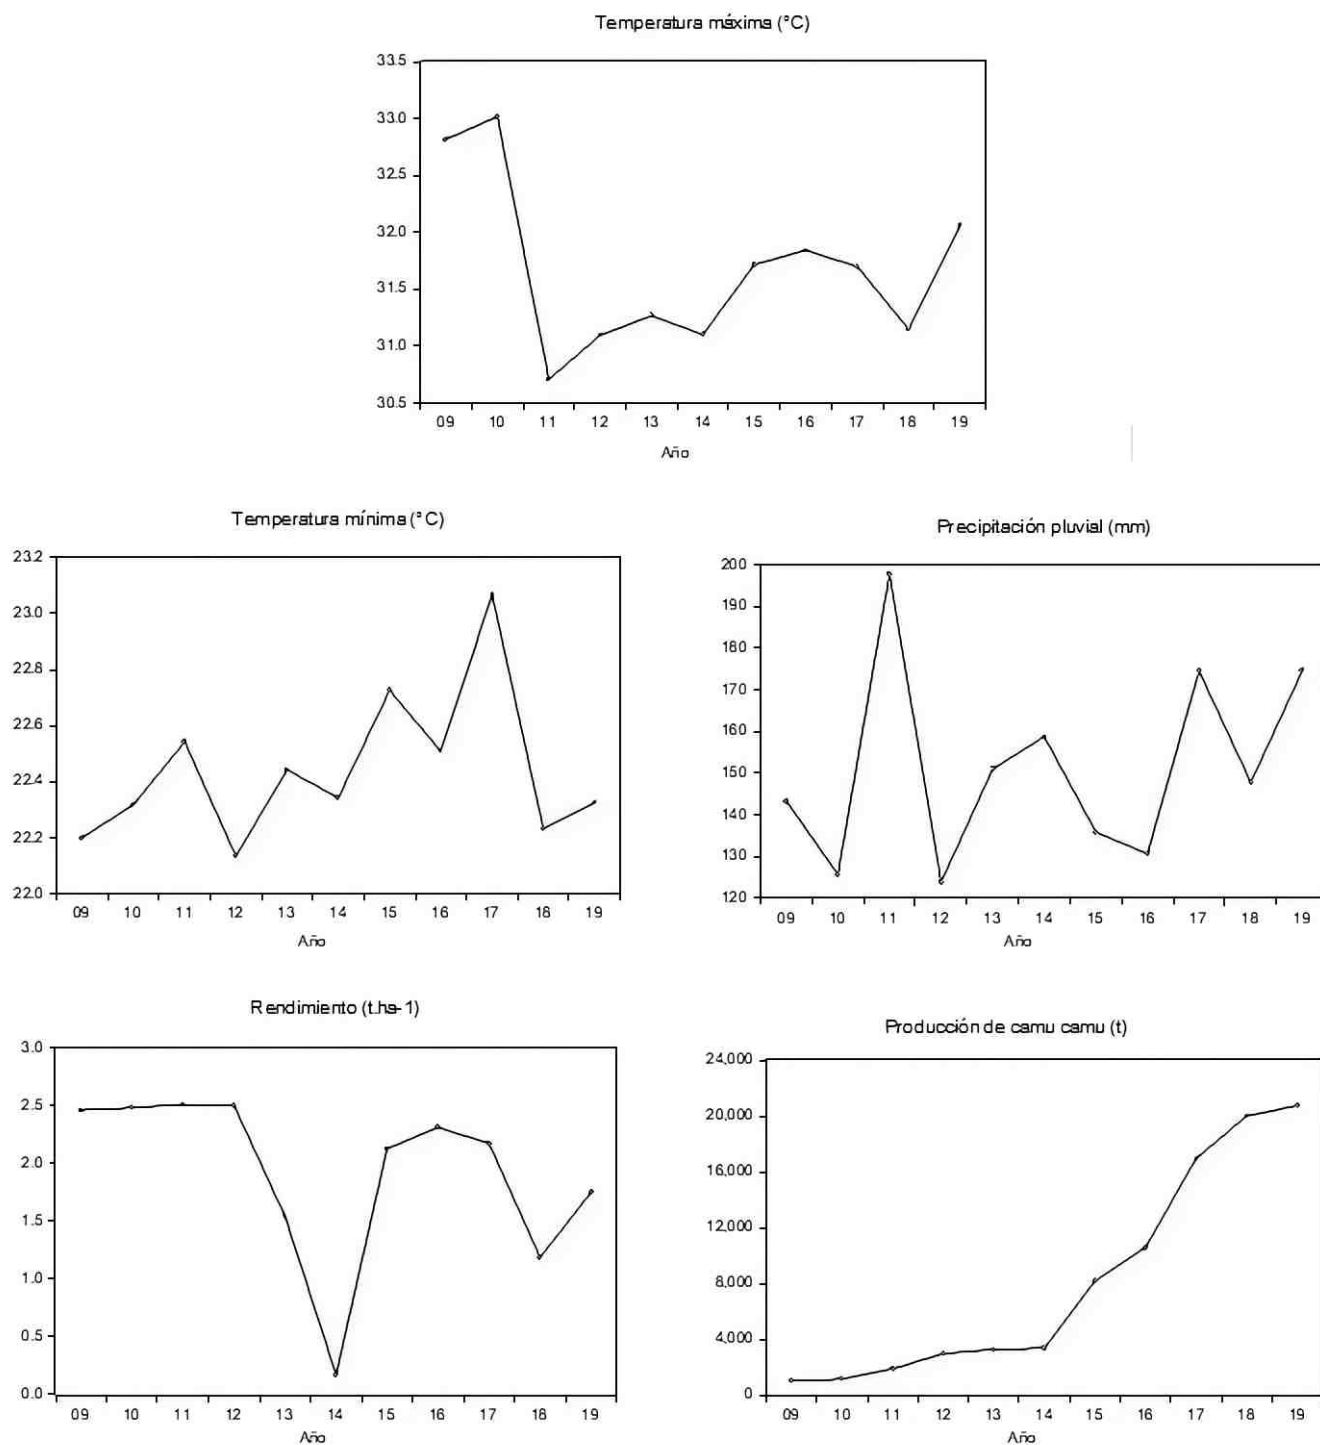 Temperatura máxima (°C)
33.5
33.0
32.5
32.0
31.5
31.0
30.5
09 10 11 12 13 14 15 16 17 18 19
Año
Temperatura mínima (°C)
23.2
23.0
22.8
22.6
22.4
22.2
22.0
09 10 11 12 13 14 15 16 17 18 19
Año
Precipitación pluvial (mm)
200
190
180
170
160
150
140
130
120
09 10 11 12 13 14 15 16 17 18 19
Año
Rendimiento (t.ha-1)
3.0
2.5
2.0
1.5
1.0
0.5
0.0
09 10 11 12 13 14 15 16 17 18 19
Año
Producción de camu camu (t)
24,000
20,000
16,000
12,000
8,000
4,000
0
09 10 11 12 13 14 15 16 17 18 19
Año